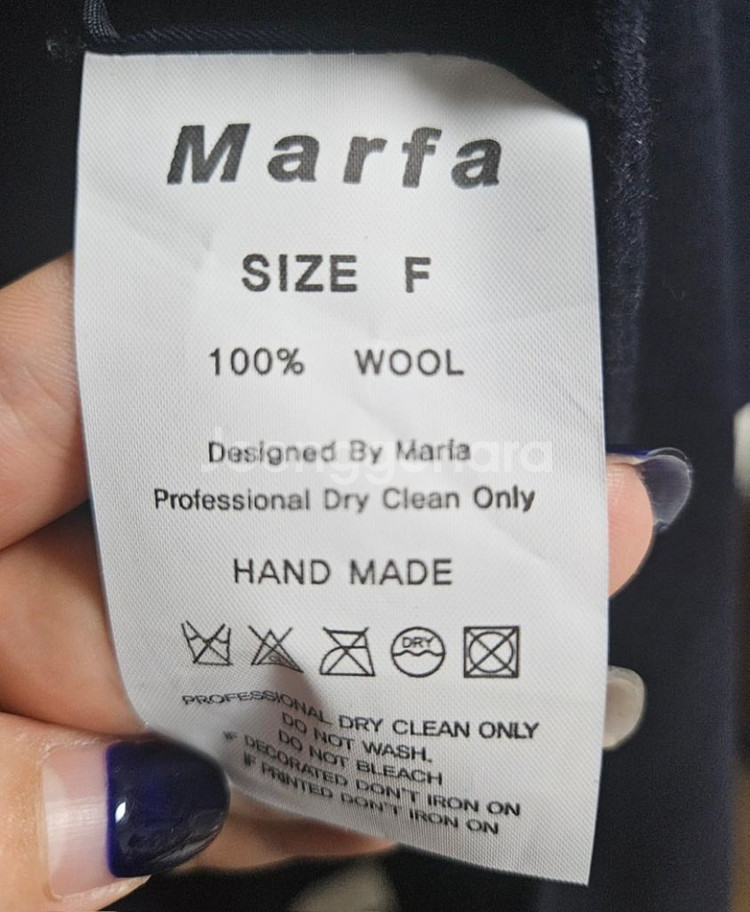 Marfa
SIZE F
100% WOOL
Designed By Marfa
Joonggonara
Professional Dry Clean Only
HAND MADE
DRY
PROFESSIONAL DRY CLEAN ONLY
DO NOT WASH.
DO NOT BLEACH
IF DECORATED DON'T IRON ON
IF PRINTED DON'T IRON ON